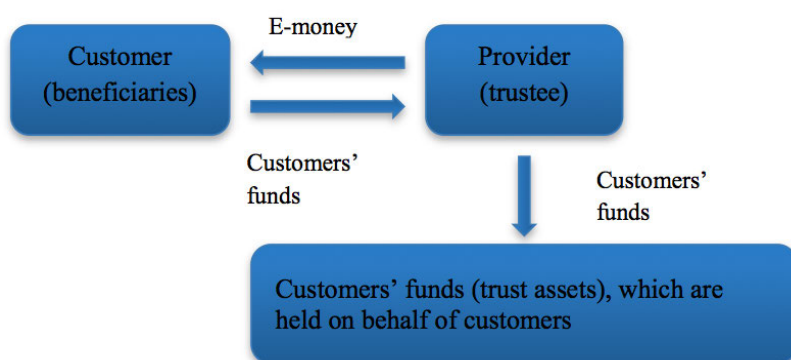 E-money
Customer
(beneficiaries)
Provider
(trustee)
Customers’
funds
Customers’
funds
Customers’ funds (trust assets), which are
held on behalf of customers